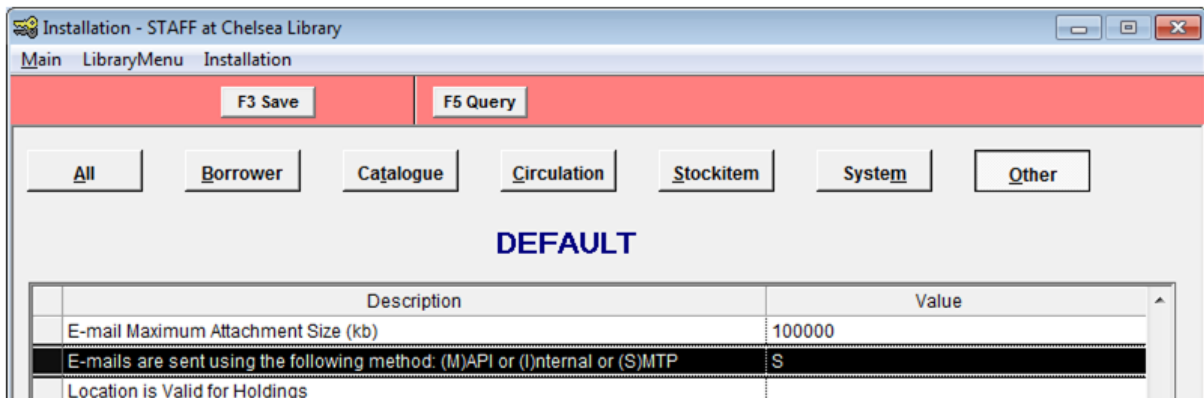 Installation - STAFF at Chelsea Library
Main LibraryMenu Installation
F3 Save F5 Query
All Borrower Catalogue Circulation Stockitem System Other
DEFAULT
Description Value
E-mail Maximum Attachment Size (kb) 100000
E-mails are sent using the following method: (M)API or (I)nternal or (S)MTP S
Location is Valid for Holdings